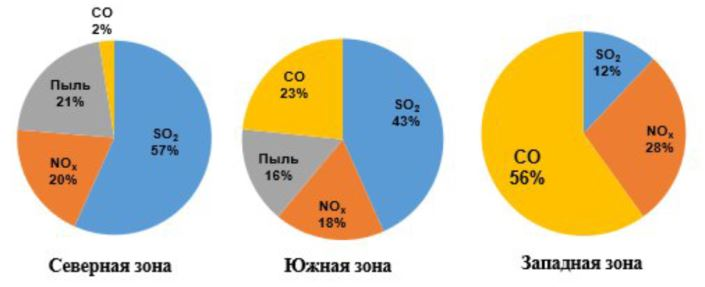 CO
2%
Пыль
21%
SO₂
57%
NOₓ
20%
Северная зона
CO
23%
SO₂
43%
Пыль
16%
NOₓ
18%
Южная зона
SO₂
12%
NOₓ
28%
CO
56%
Западная зона